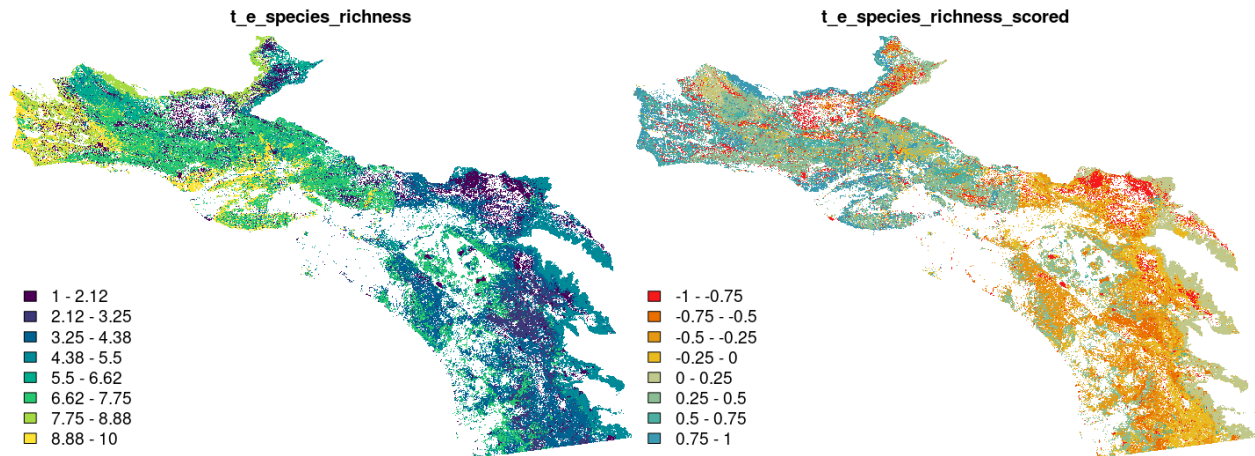 t_e_species_richness
1 - 2.12
2.12 - 3.25
3.25 - 4.38
4.38 - 5.5
5.5 - 6.62
6.62 - 7.75
7.75 - 8.88
8.88 - 10
t_e_species_richness_scored
-1 - -0.75
-0.75 - -0.5
-0.5 - -0.25
-0.25 - 0
0 - 0.25
0.25 - 0.5
0.5 - 0.75
0.75 - 1